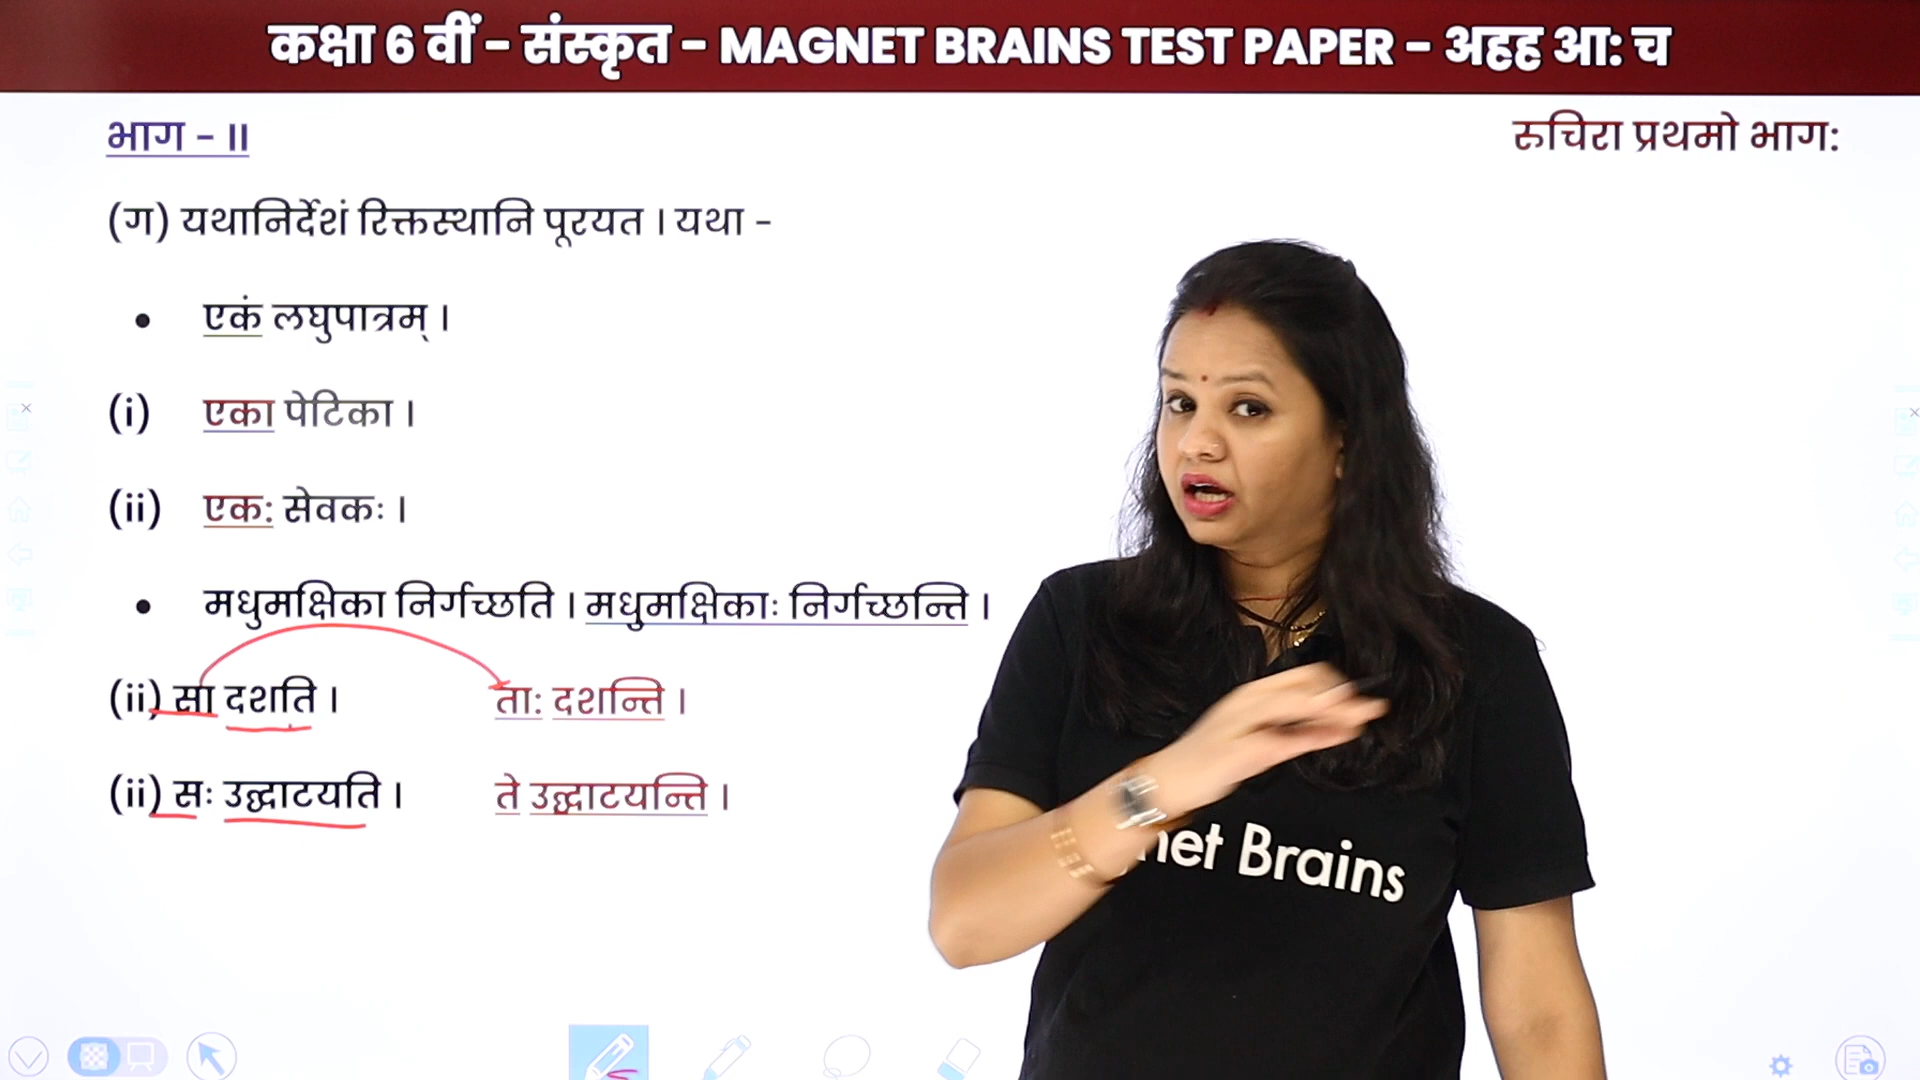 कक्षा 6 वीं - संस्कृत - MAGNET BRAINS TEST PAPER - अहह आ: च
भाग - II
रुचिरा प्रथमो भाग:
(ग) यथानिर्देशं रिक्तस्थानि पूरयत । यथा -
• एकं लघुपात्रम् ।
(i) एका पेटिका ।
(ii) एक: सेवकः ।
• मधुमक्षिका निर्गच्छति । मधुमक्षिकाः निर्गच्छन्ति ।
(ii) सा दशति । ता: दशन्ति ।
(ii) सः उद्घाटयति । ते उद्घाटयन्ति ।
net Brains